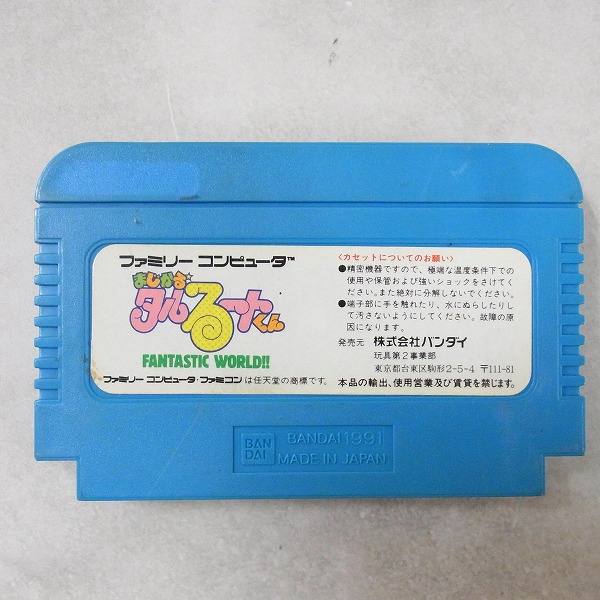 ファミリー コンピュータ™
まじかる
タルるートくん
FANTASTIC WORLD!!
ファミリー コンピュータ・ファミコン は任天堂の商標です。
〈カセットについてのお願い〉
●精密機器ですので、極端な温度条件下での
使用や保管および強いショックをさけてく
ださい。また絶対に分解しないでください。
●端子部に手を触れたり、水にぬらしたりし
て汚さないようにしてください。故障の原
因になります。
発売元 株式会社バンダイ
玩具第2事業部
東京都台東区駒形2-5-4 〒111-81
本品の輸出、使用営業及び賃貸を禁じます。
BAN
DAI
BANDAI 1991
MADE IN JAPAN